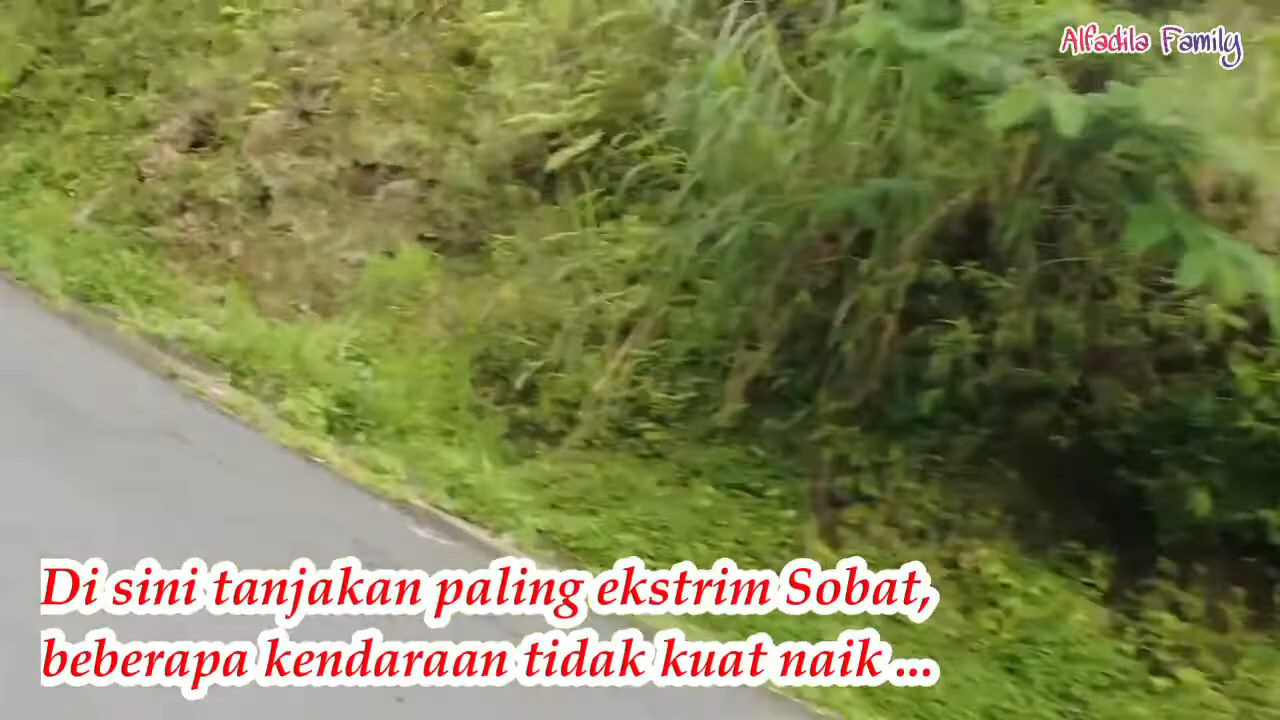 Alfadila Family
Di sini tanjakan paling ekstrim Sobat,
beberapa kendaraan tidak kuat naik ...